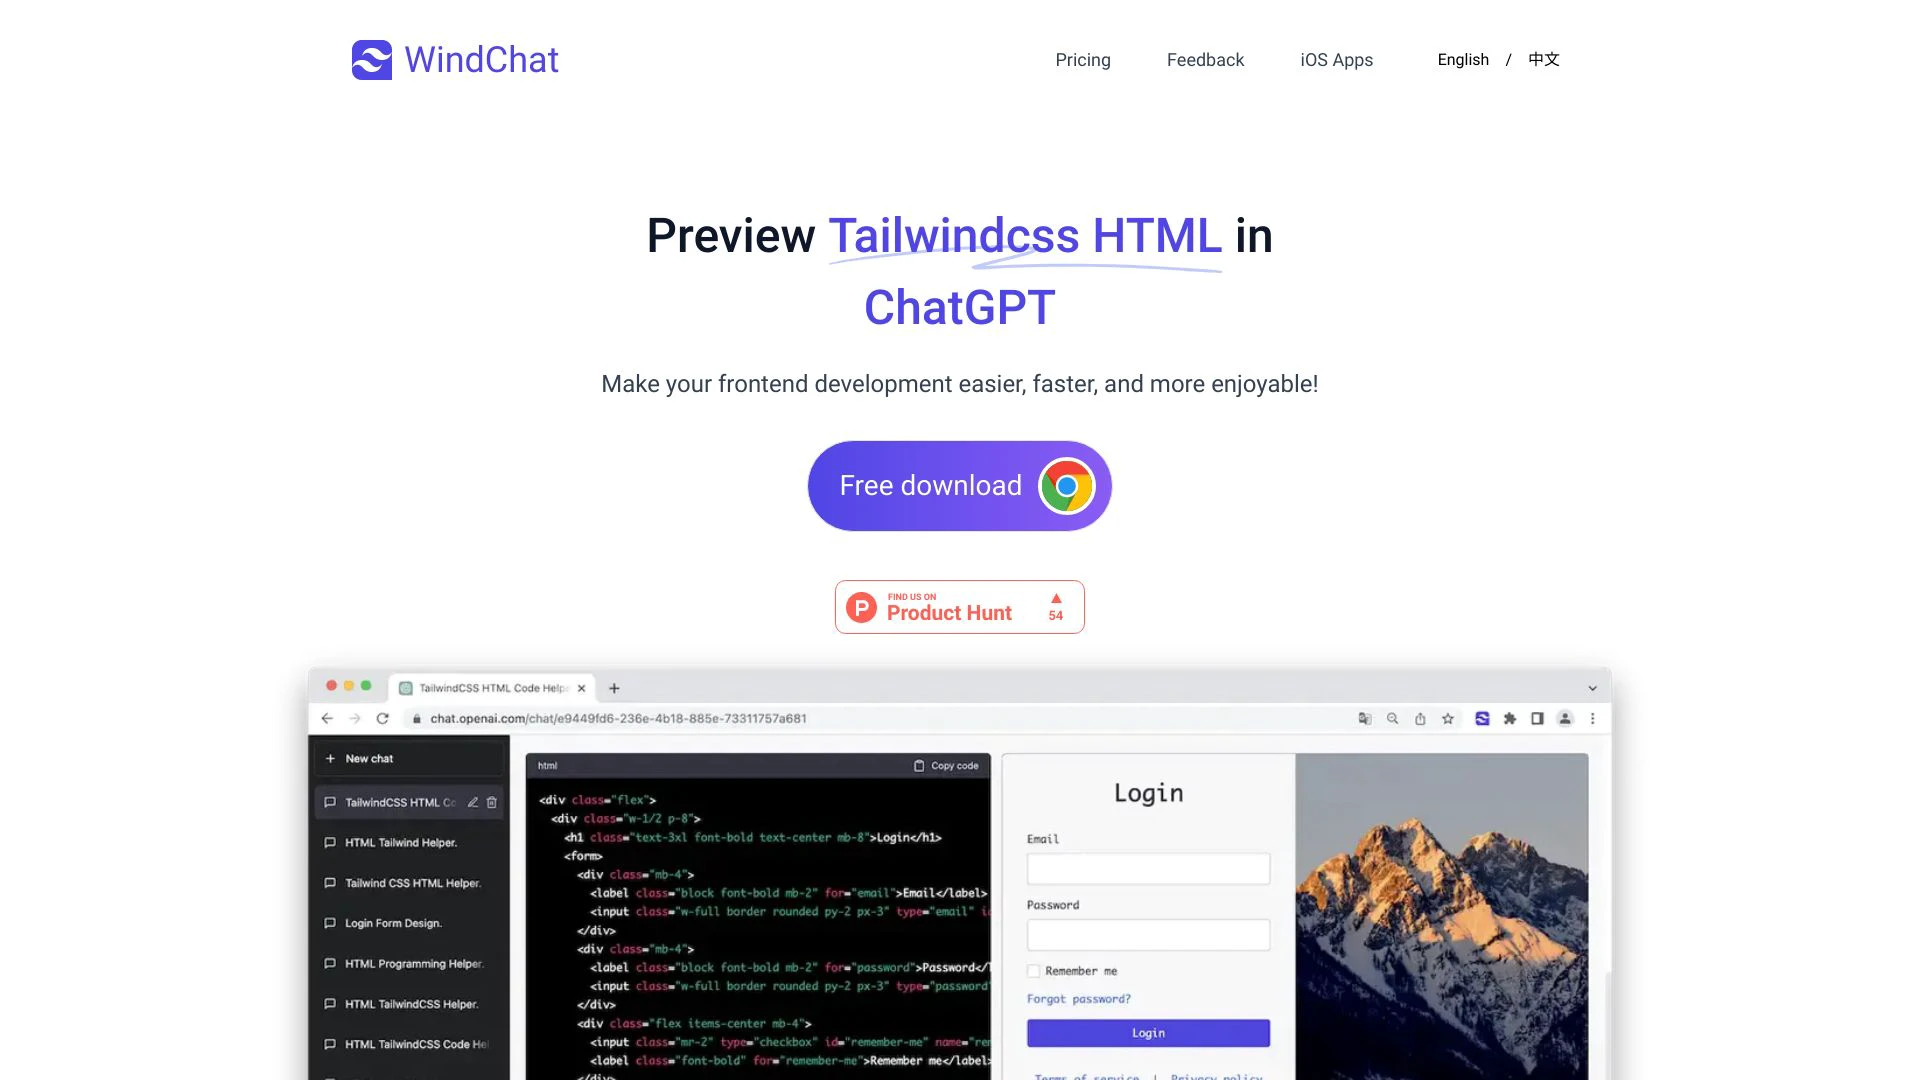 WindChat
Pricing
Feedback
iOS Apps
English / 中文
Preview Tailwindcss HTML in
ChatGPT
Make your frontend development easier, faster, and more enjoyable!
Free download
FIND US ON
Product Hunt
54
TailwindCSS HTML Code Help
chat.openai.com/chat/e9449fd6-236e-4b18-885e-73311757a681
New chat
TailwindCSS HTML Co
HTML Tailwind Helper.
Tailwind CSS HTML Helper.
Login Form Design.
HTML Programming Helper.
HTML TailwindCSS Helper.
HTML TailwindCSS Code Hel
html
Copy code
<div class="flex">
<div class="w-1/2 p-8">
<h1 class="text-3xl font-bold text-center mb-8">Login</h1>
<form>
<div class="mb-4">
<label class="block font-bold mb-2" for="email">Email</label>
<input class="w-full border rounded py-2 px-3" type="email" id
</div>
<div class="mb-4">
<label class="block font-bold mb-2" for="password">Password</l
<input class="w-full border rounded py-2 px-3" type="password"
</div>
<div class="flex items-center mb-4">
<input class="mr-2" type="checkbox" id="remember-me" name="rem
<label class="font-bold" for="remember-me">Remember me</label>
</div>
Login
Email
Password
Remember me
Forgot password?
Login
Terms of service | Privacy policy